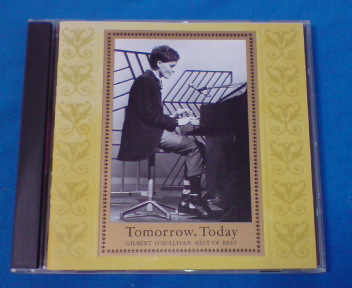 Tomorrow, Today
GILBERT O'SULLIVAN BEST OF BEST